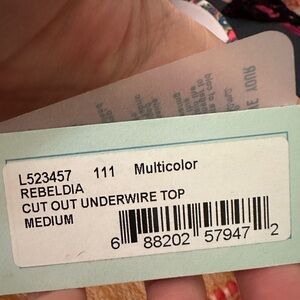 L523457 111 Multicolor
REBELDIA
CUT OUT UNDERWIRE TOP
MEDIUM
6 88202 57947 2